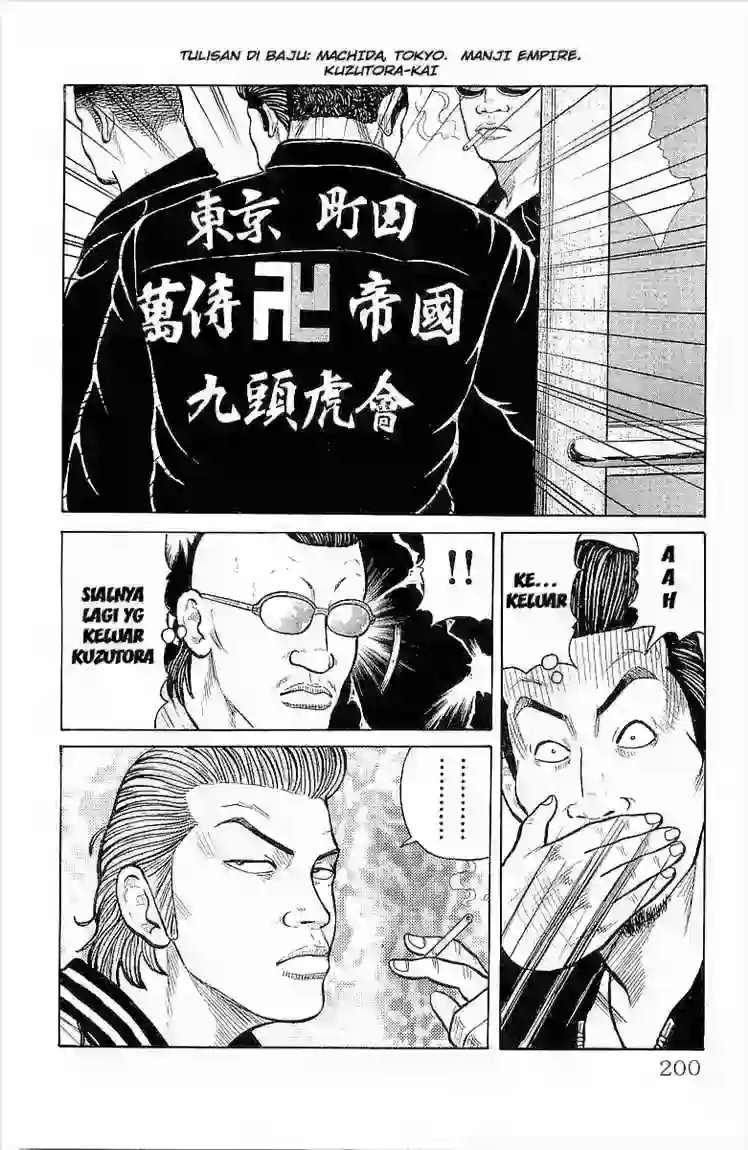 TULISAN DI BAJU: MACHIDA, TOKYO. MANJI EMPIRE.
KUZUTORA-KAI
東京 町田
萬侍卍帝國
九頭虎會
AAH
KE...
KELUAR
!!
SIALNYA
LAGI YG
KELUAR
KUZUTORA
..............
200